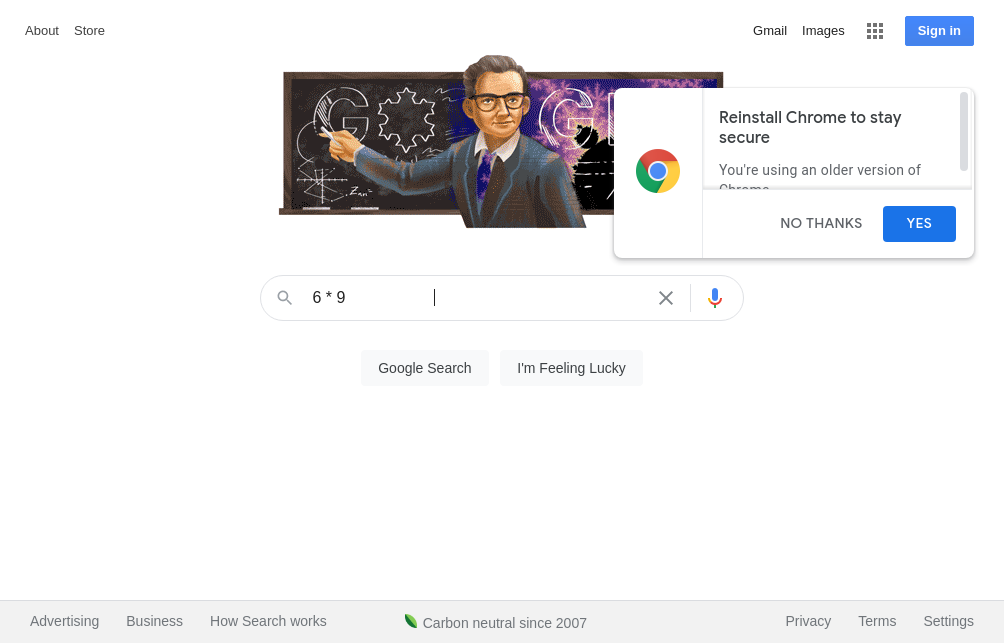 About Store
Gmail Images Sign in
Reinstall Chrome to stay
secure
You're using an older version of
Chrome
NO THANKS YES
6 * 9
Google Search I'm Feeling Lucky
Advertising Business How Search works
Carbon neutral since 2007
Privacy Terms Settings